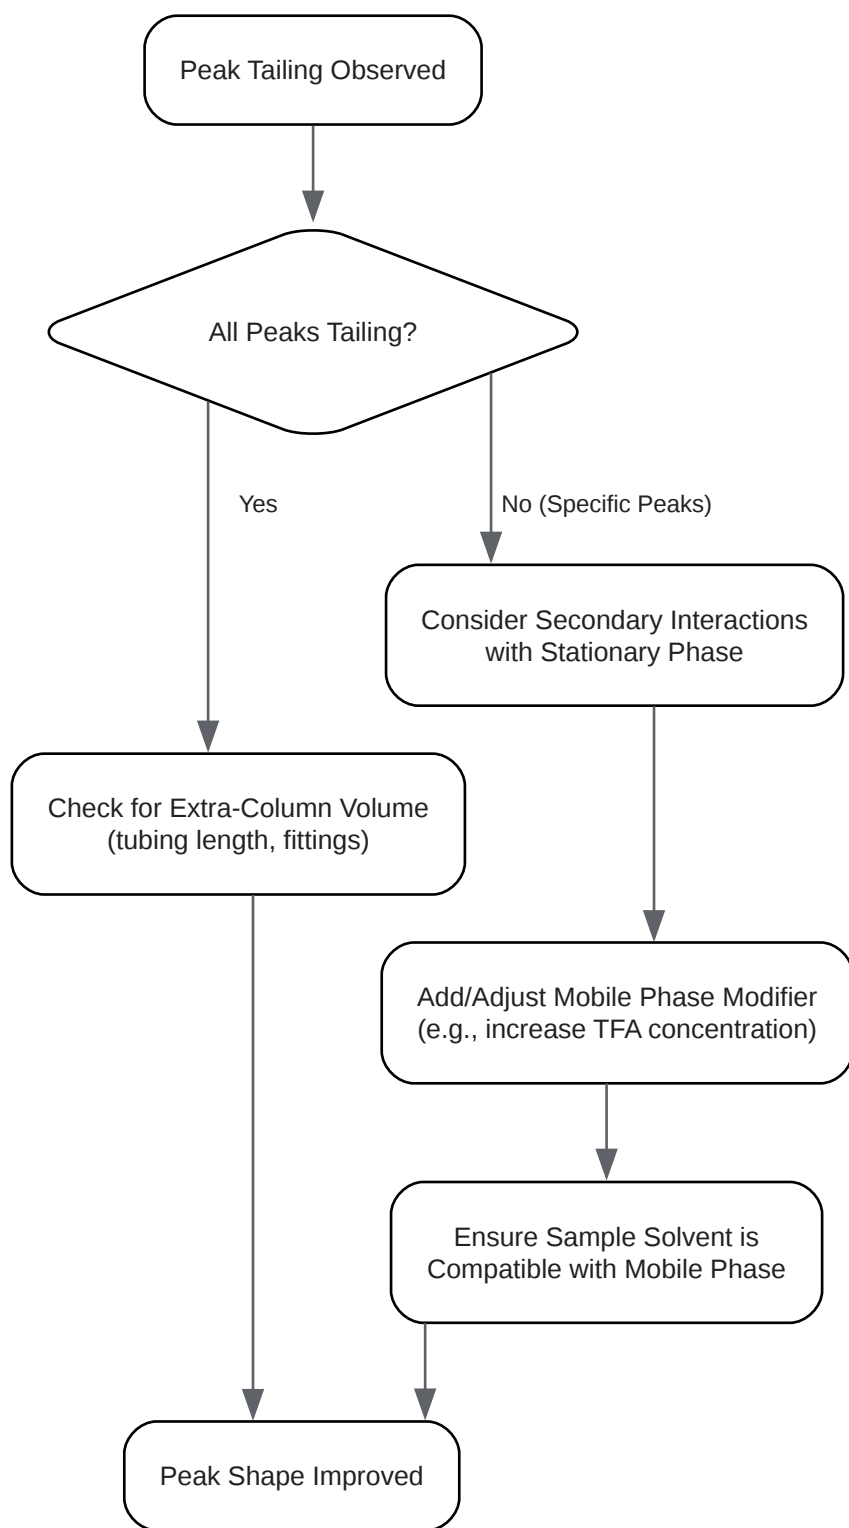 Peak Tailing Observed
All Peaks Tailing?
Yes
No (Specific Peaks)
Consider Secondary Interactions
with Stationary Phase
Check for Extra-Column Volume
(tubing length, fittings)
Add/Adjust Mobile Phase Modifier
(e.g., increase TFA concentration)
Ensure Sample Solvent is
Compatible with Mobile Phase
Peak Shape Improved